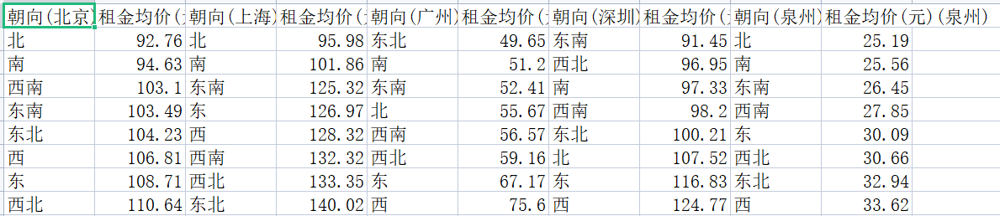 朝向(北京) 租金均价( 朝向(上海) 租金均价( 朝向(广州) 租金均价( 朝向(深圳) 租金均价( 朝向(泉州) 租金均价(元)(泉州)
北 92.76 北 95.98 东北 49.65 东南 91.45 北 25.19
南 94.63 南 101.86 南 51.2 西北 96.95 南 25.56
西南 103.1 东南 125.32 东南 52.41 南 97.33 东南 26.45
东南 103.49 东 126.97 北 55.67 西南 98.2 西南 27.85
东北 104.23 西 128.32 西南 56.57 东北 100.21 东 30.09
西 106.81 西南 132.32 西北 59.16 北 107.52 西北 30.66
东 108.71 西北 133.35 东 67.17 东 116.83 东北 32.94
西北 110.64 东北 140.02 西 75.6 西 124.77 西 33.62